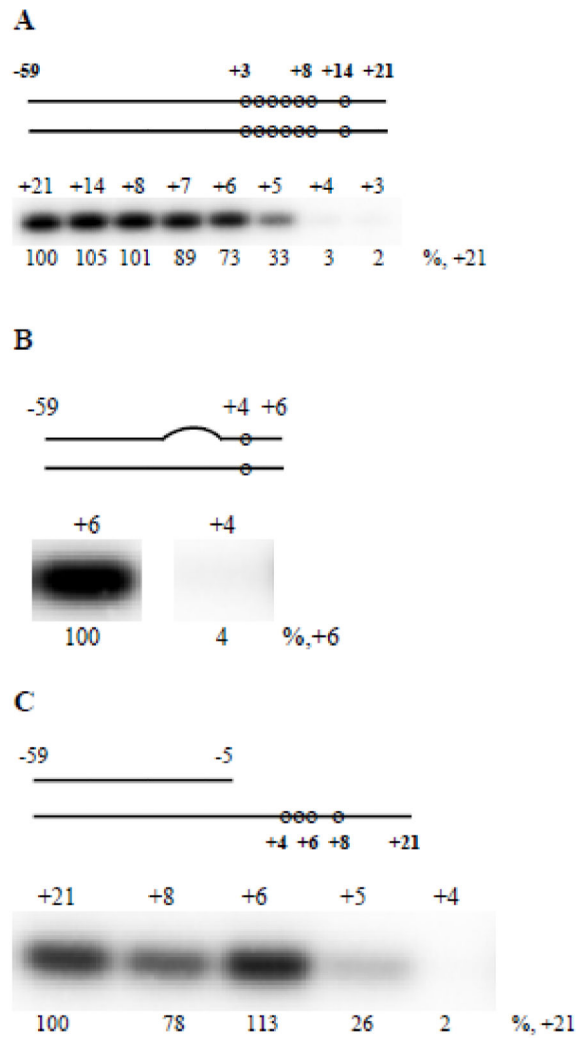 A
-59 +3 +8 +14 +21
+21 +14 +8 +7 +6 +5 +4 +3
100 105 101 89 73 33 3 2 %, +21
B
-59 +4 +6
+6 +4
100 4 %,+6
C
-59 -5
+4 +6 +8 +21
+21 +8 +6 +5 +4
100 78 113 26 2 %, +21